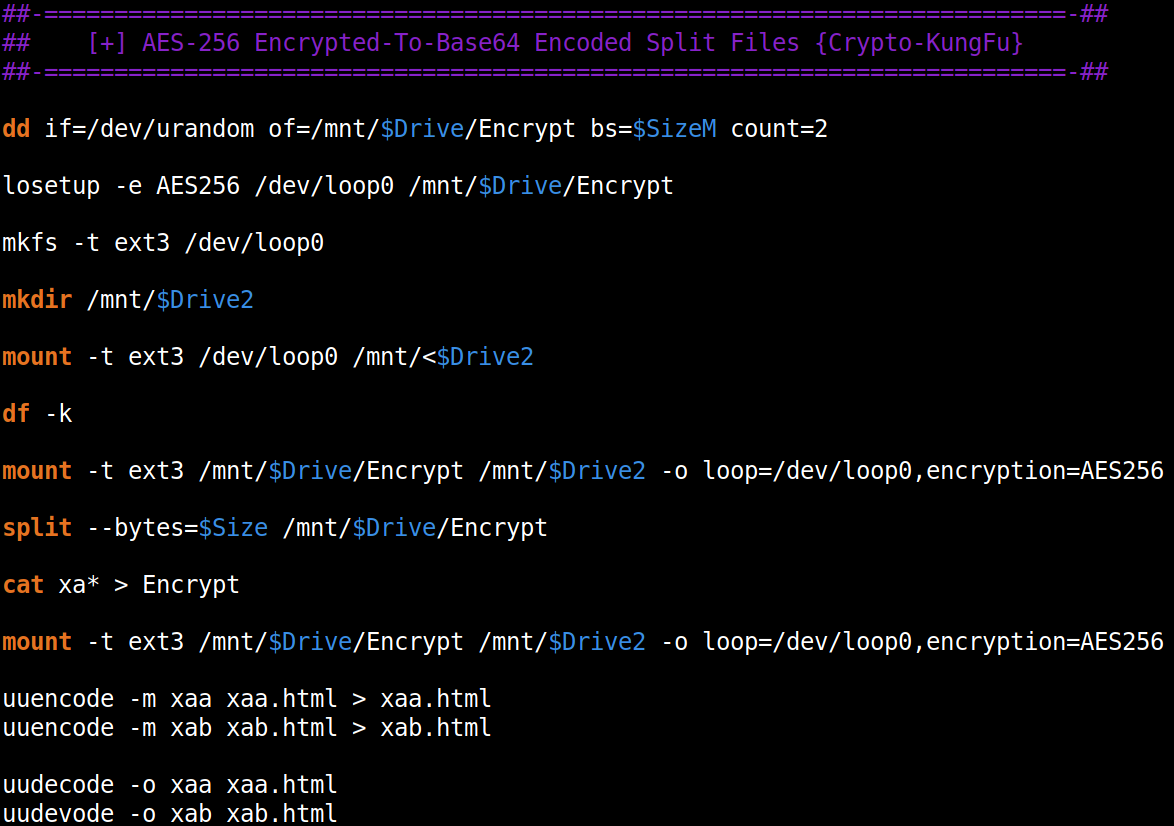 ##-=========================================================================-##
##    [+] AES-256 Encrypted-To-Base64 Encoded Split Files {Crypto-KungFu}
##-=========================================================================-##
dd if=/dev/urandom of=/mnt/$Drive/Encrypt bs=$SizeM count=2
losetup -e AES256 /dev/loop0 /mnt/$Drive/Encrypt
mkfs -t ext3 /dev/loop0
mkdir /mnt/$Drive2
mount -t ext3 /dev/loop0 /mnt/<$Drive2
df -k
mount -t ext3 /mnt/$Drive/Encrypt /mnt/$Drive2 -o loop=/dev/loop0,encryption=AES256
split --bytes=$Size /mnt/$Drive/Encrypt
cat xa* > Encrypt
mount -t ext3 /mnt/$Drive/Encrypt /mnt/$Drive2 -o loop=/dev/loop0,encryption=AES256
uuencode -m xaa xaa.html > xaa.html
uuencode -m xab xab.html > xab.html
uudecode -o xaa xaa.html
uudevode -o xab xab.html